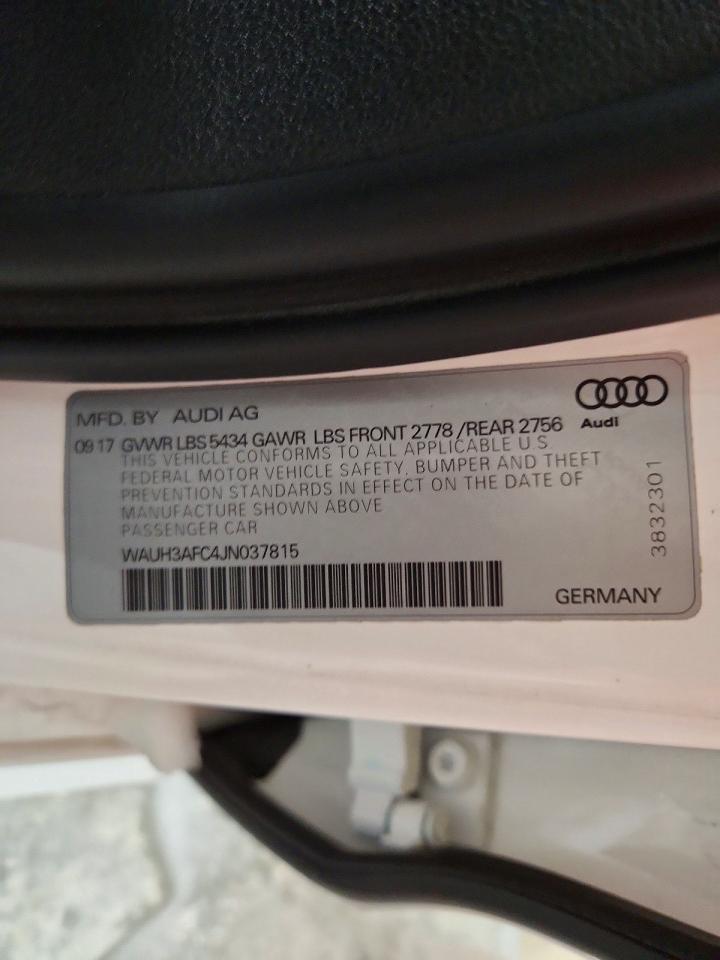 MFD. BY AUDI AG
Audi
09 17 GVWR LBS 5434 GAWR LBS FRONT 2778 / REAR 2756
THIS VEHICLE CONFORMS TO ALL APPLICABLE U S
FEDERAL MOTOR VEHICLE SAFETY, BUMPER AND THEFT
PREVENTION STANDARDS IN EFFECT ON THE DATE OF
MANUFACTURE SHOWN ABOVE
PASSENGER CAR
WAUH3AFC4JN037815
GERMANY
3832301